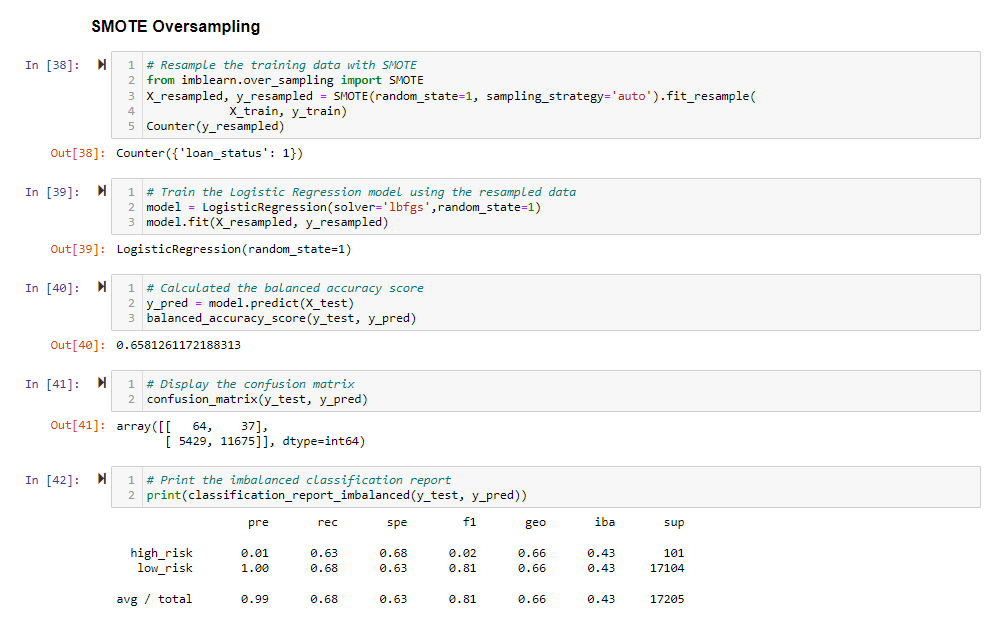 SMOTE Oversampling
In [38]:
1 # Resample the training data with SMOTE
2 from imblearn.over_sampling import SMOTE
3 X_resampled, y_resampled = SMOTE(random_state=1, sampling_strategy='auto').fit_resample(
4 X_train, y_train)
5 Counter(y_resampled)
Out[38]: Counter({'loan_status': 1})
In [39]:
1 # Train the Logistic Regression model using the resampled data
2 model = LogisticRegression(solver='lbfgs',random_state=1)
3 model.fit(X_resampled, y_resampled)
Out[39]: LogisticRegression(random_state=1)
In [40]:
1 # Calculated the balanced accuracy score
2 y_pred = model.predict(X_test)
3 balanced_accuracy_score(y_test, y_pred)
Out[40]: 0.6581261172188313
In [41]:
1 # Display the confusion matrix
2 confusion_matrix(y_test, y_pred)
Out[41]: array([[ 64, 37],
[ 5429, 11675]], dtype=int64)
In [42]:
1 # Print the imbalanced classification report
2 print(classification_report_imbalanced(y_test, y_pred))
pre rec spe f1 geo iba sup
high_risk 0.01 0.63 0.68 0.02 0.66 0.43 101
low_risk 1.00 0.68 0.63 0.81 0.66 0.43 17104
avg / total 0.99 0.68 0.63 0.81 0.66 0.43 17205